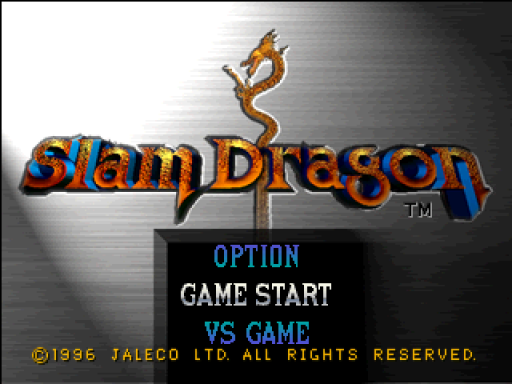 Slam Dragon
TM
OPTION
GAME START
VS GAME
©1996 JALECO LTD. ALL RIGHTS RESERVED.